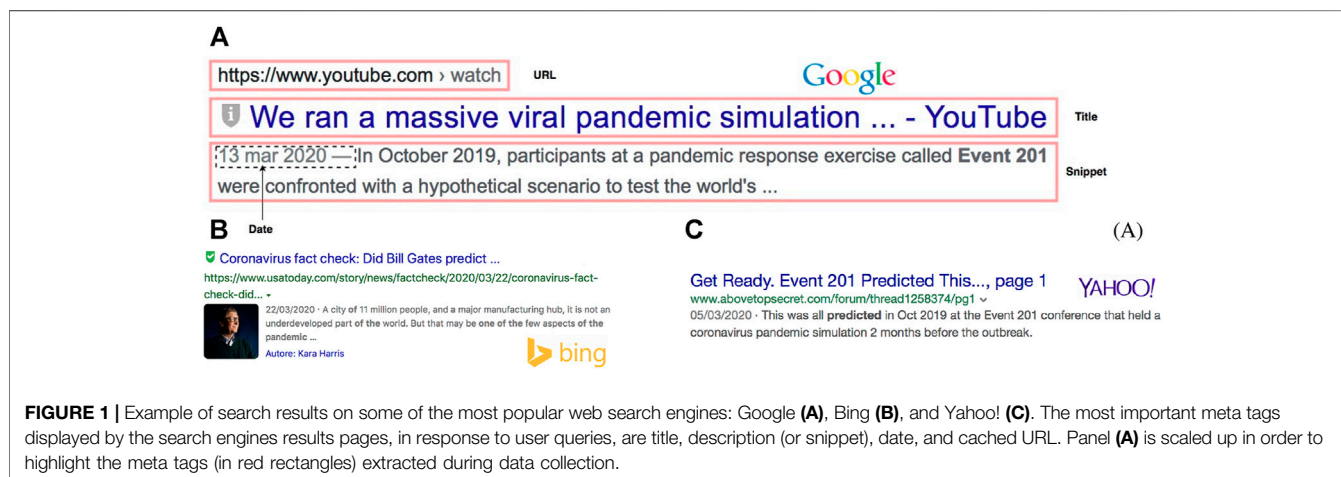 A
https://www.youtube.com › watch
URL
Google
We ran a massive viral pandemic simulation ... - YouTube
Title
13 mar 2020 — In October 2019, participants at a pandemic response exercise called Event 201
were confronted with a hypothetical scenario to test the world's ...
Snippet
Date
B
Coronavirus fact check: Did Bill Gates predict ...
https://www.usatoday.com/story/news/factcheck/2020/03/22/coronavirus-fact-
check-did...
22/03/2020 · A city of 11 million people, and a major manufacturing hub, it is not an
underdeveloped part of the world. But that may be one of the few aspects of the
pandemic ...
Autore: Kara Harris
bing
C
(A)
Get Ready. Event 201 Predicted This..., page 1
YAHOO!
www.abovetopsecret.com/forum/thread1258374/pg1
05/03/2020 · This was all predicted in Oct 2019 at the Event 201 conference that held a
coronavirus pandemic simulation 2 months before the outbreak.
FIGURE 1 | Example of search results on some of the most popular web search engines: Google (A), Bing (B), and Yahoo! (C). The most important meta tags
displayed by the search engines results pages, in response to user queries, are title, description (or snippet), date, and cached URL. Panel (A) is scaled up in order to
highlight the meta tags (in red rectangles) extracted during data collection.